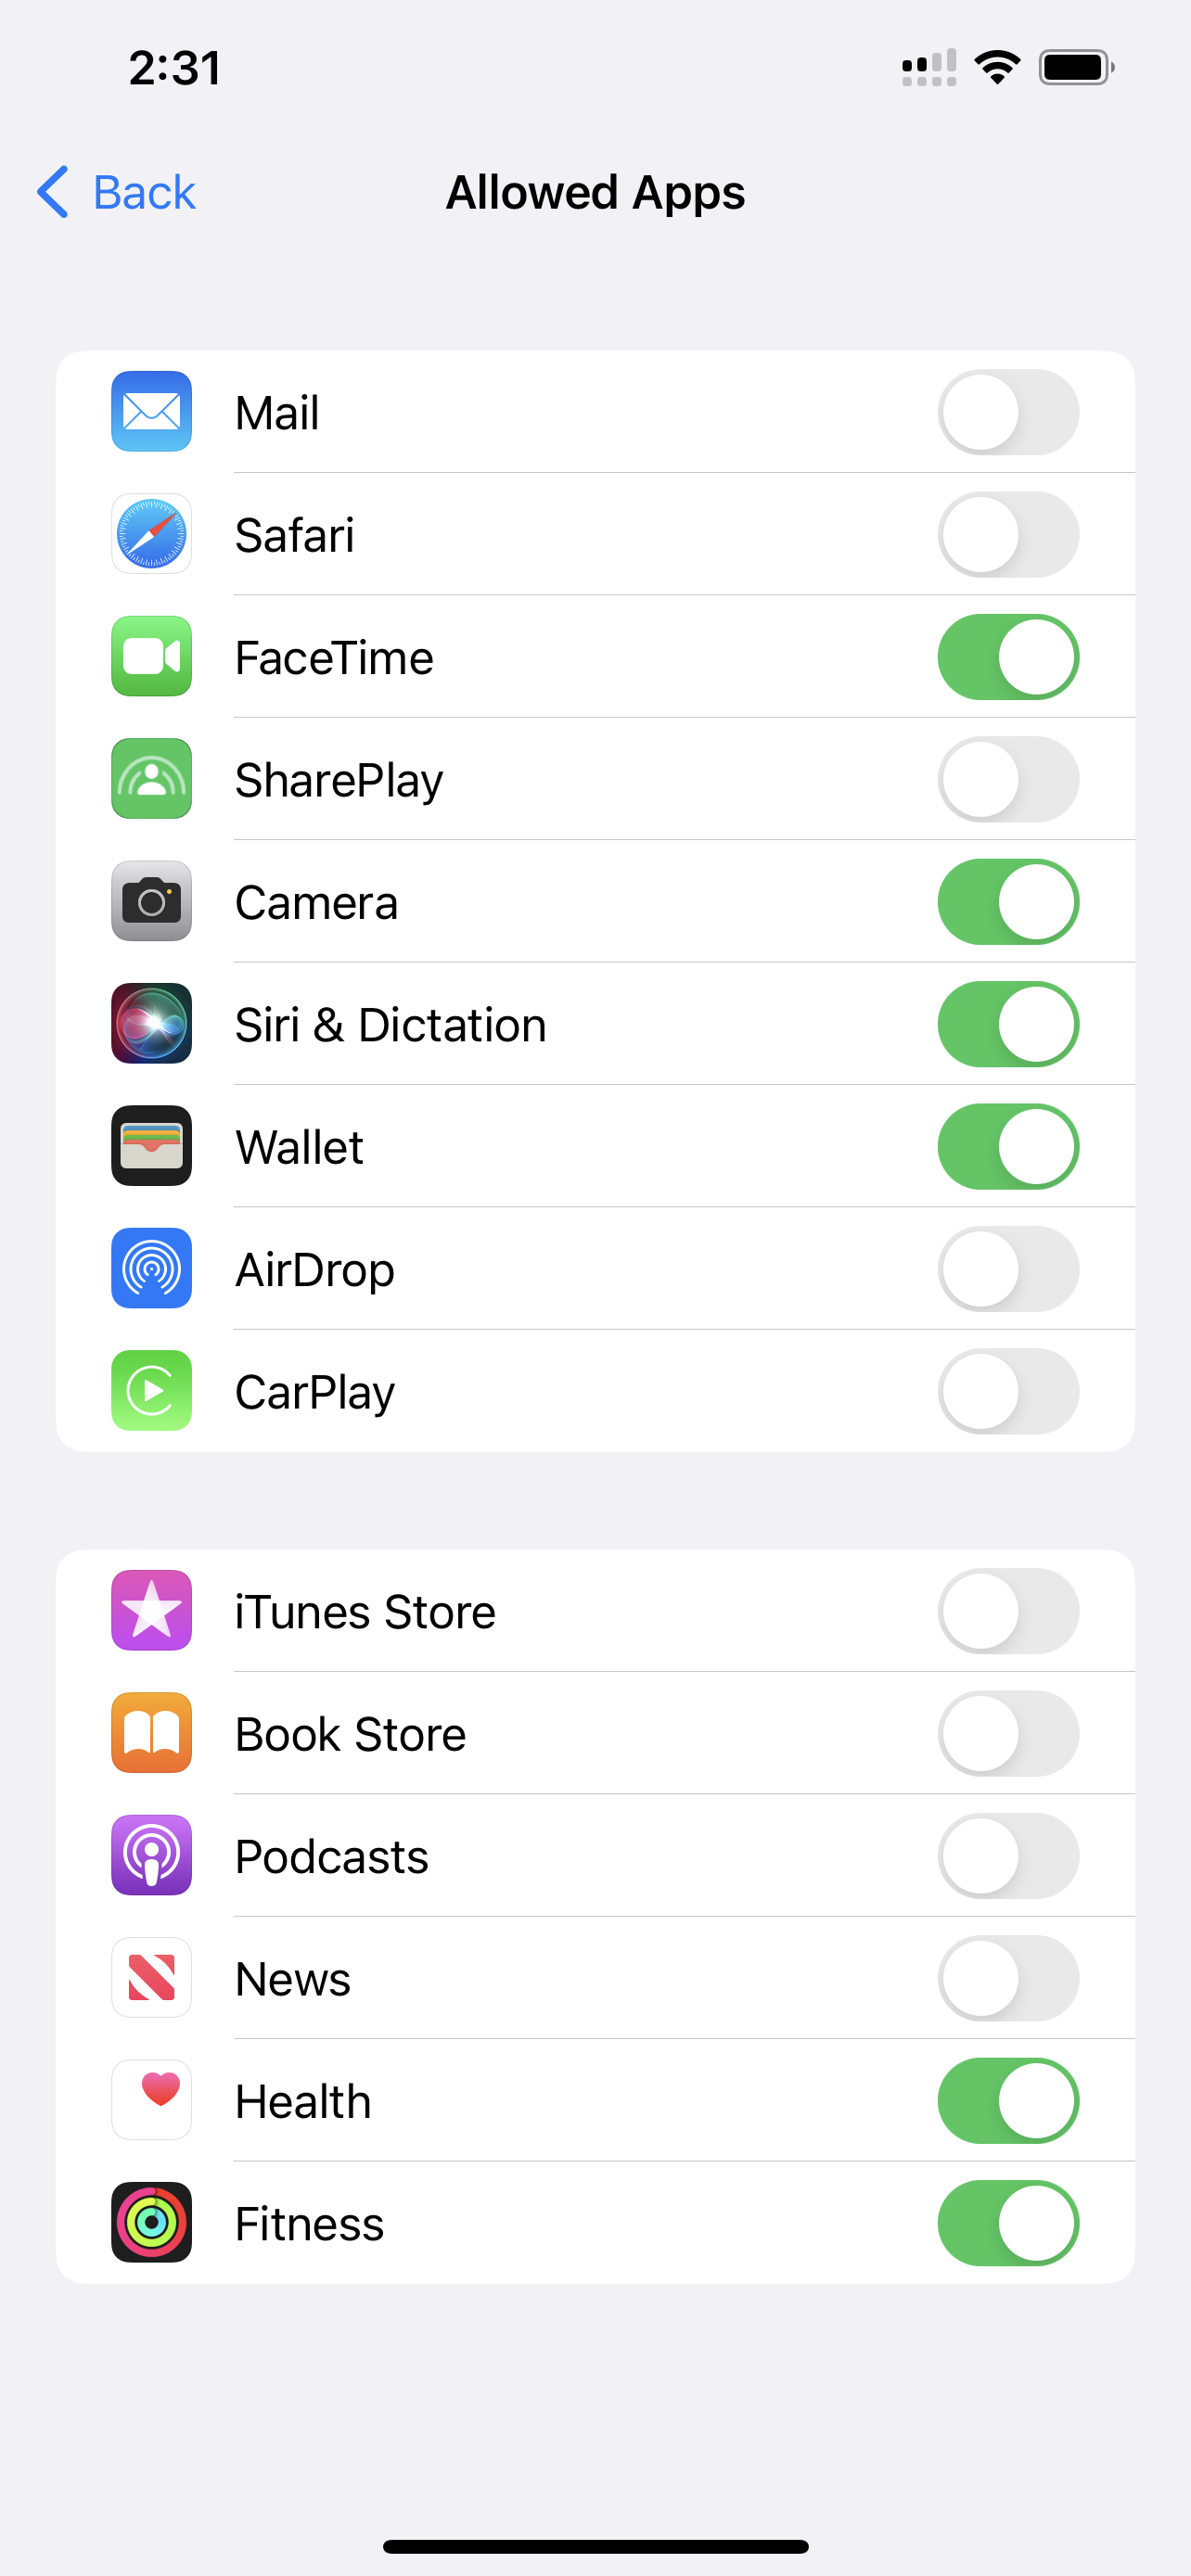 2:31
Back
Allowed Apps
Mail
Safari
FaceTime
SharePlay
Camera
Siri & Dictation
Wallet
AirDrop
CarPlay
iTunes Store
Book Store
Podcasts
News
Health
Fitness